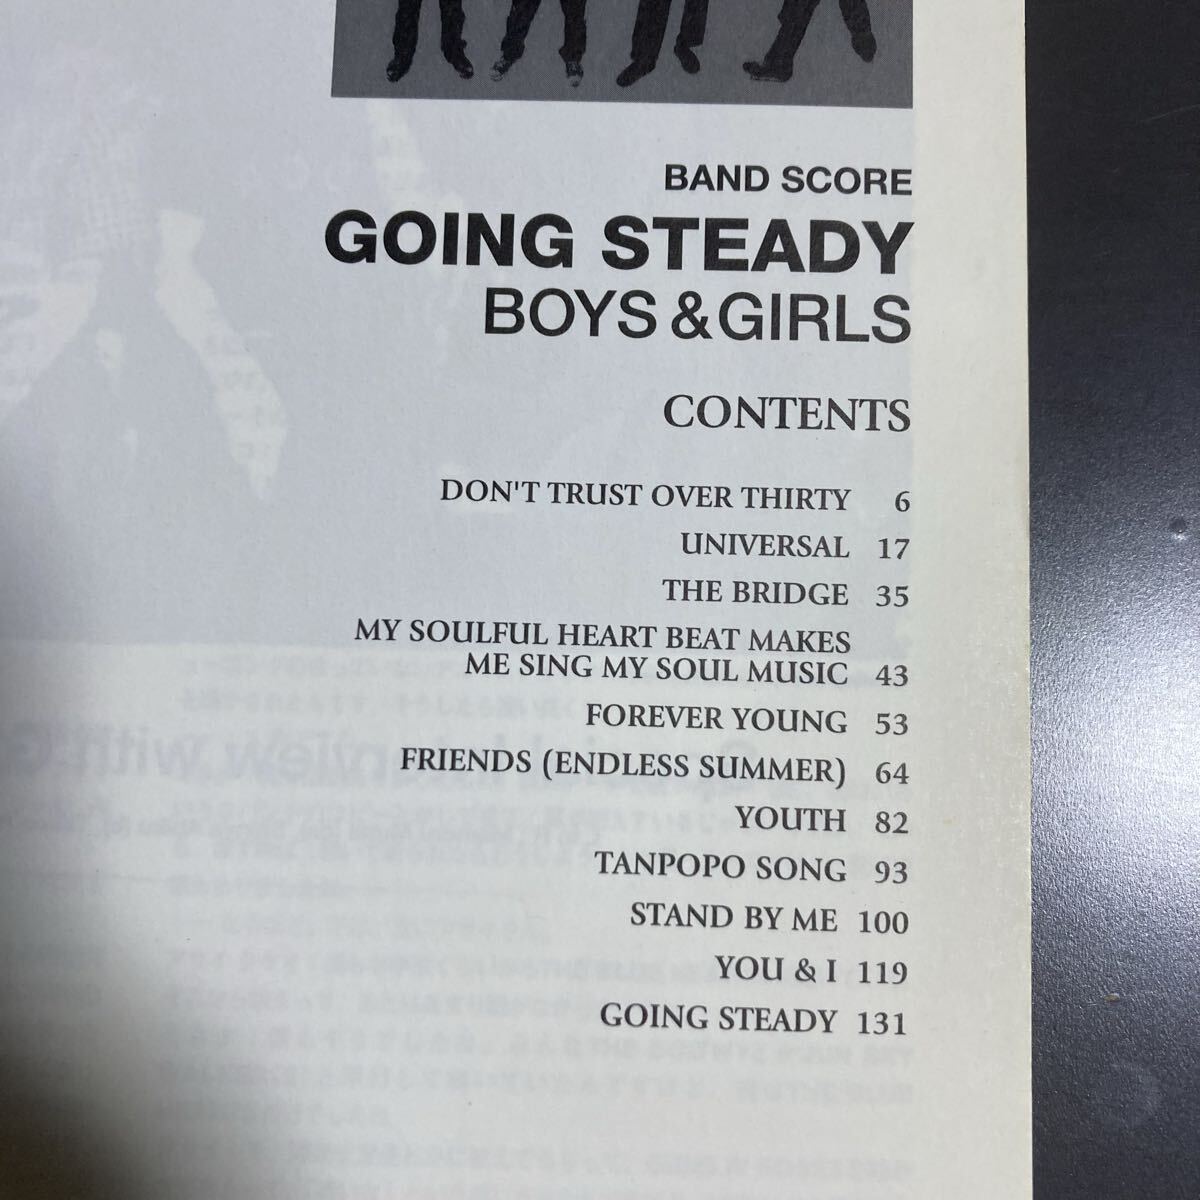 BAND SCORE
GOING STEADY
BOYS & GIRLS
CONTENTS
DON'T TRUST OVER THIRTY 6
UNIVERSAL 17
THE BRIDGE 35
MY SOULFUL HEART BEAT MAKES
ME SING MY SOUL MUSIC 43
FOREVER YOUNG 53
FRIENDS (ENDLESS SUMMER) 64
YOUTH 82
TANPOPO SONG 93
STAND BY ME 100
YOU & I 119
GOING STEADY 131